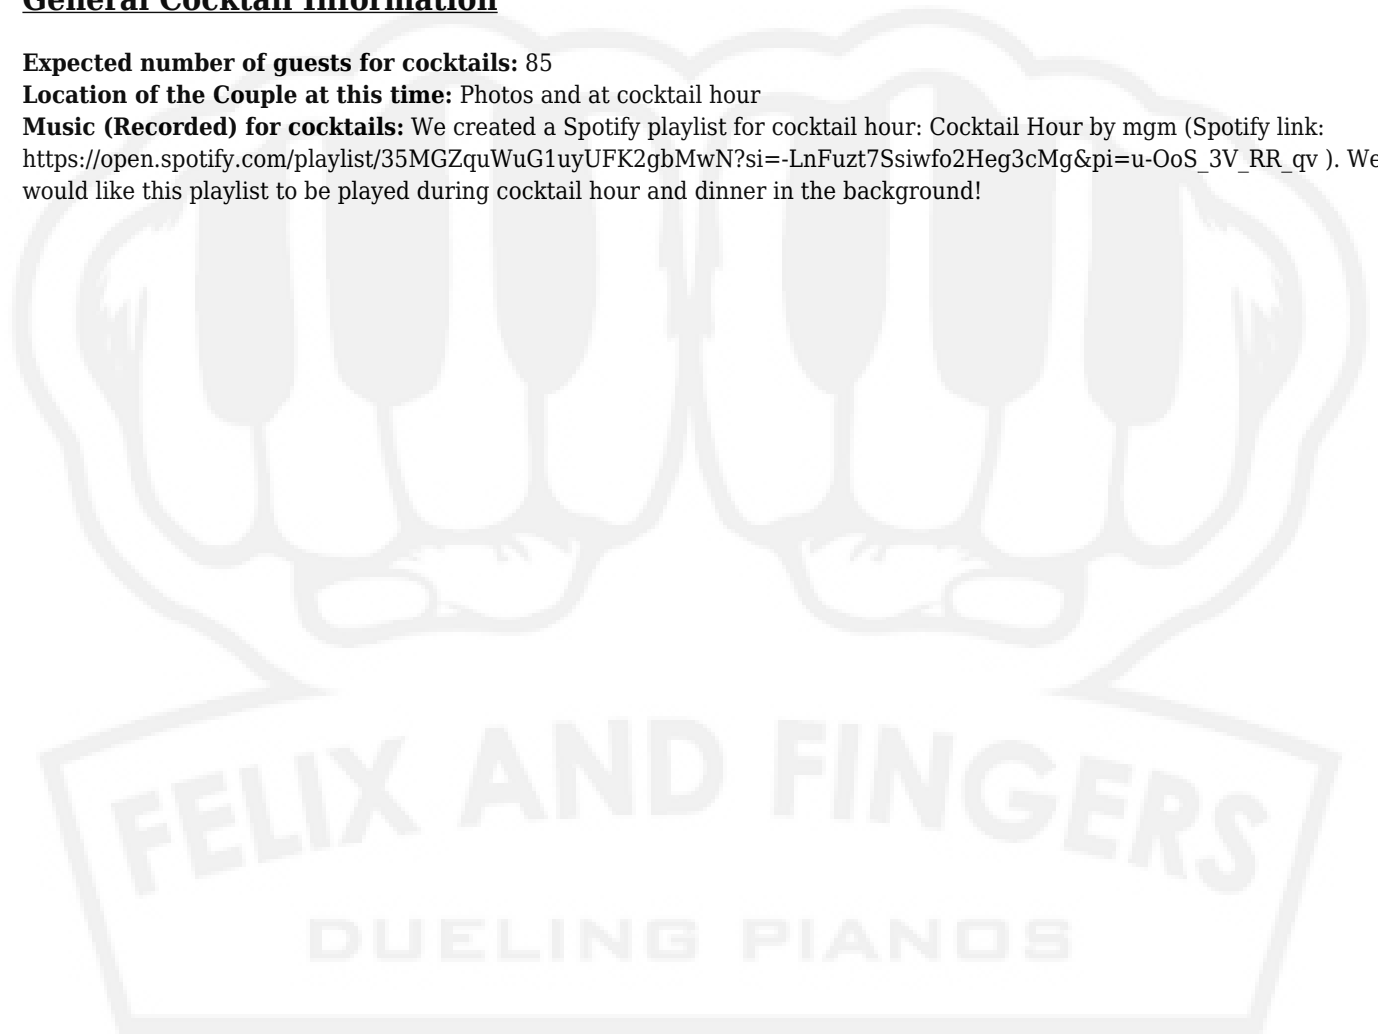 General Cocktail Information
Expected number of guests for cocktails: 85
Location of the Couple at this time: Photos and at cocktail hour
Music (Recorded) for cocktails: We created a Spotify playlist for cocktail hour: Cocktail Hour by mgm (Spotify link:
https://open.spotify.com/playlist/35MGZquWuG1uyUFK2gbMwN?si=-LnFuzt7Ssiwfo2Heg3cMg&pi=u-OoS_3V_RR_qv ). We
would like this playlist to be played during cocktail hour and dinner in the background!
FELIX AND FINGERS
DUELING PIANOS